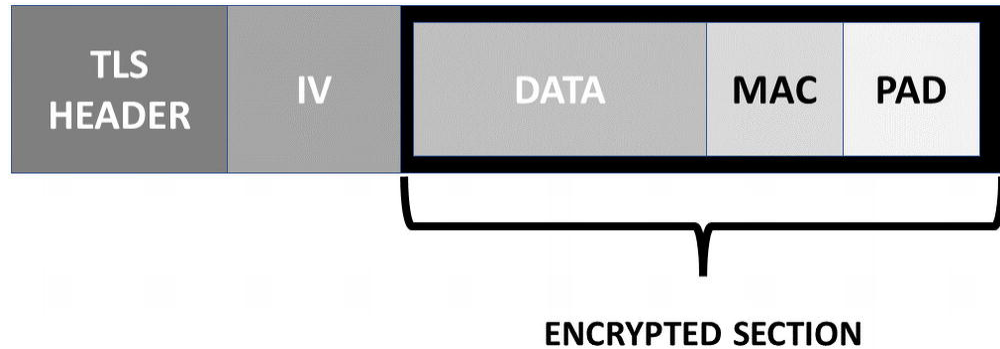 TLS
HEADER
IV
DATA
MAC
PAD
ENCRYPTED SECTION